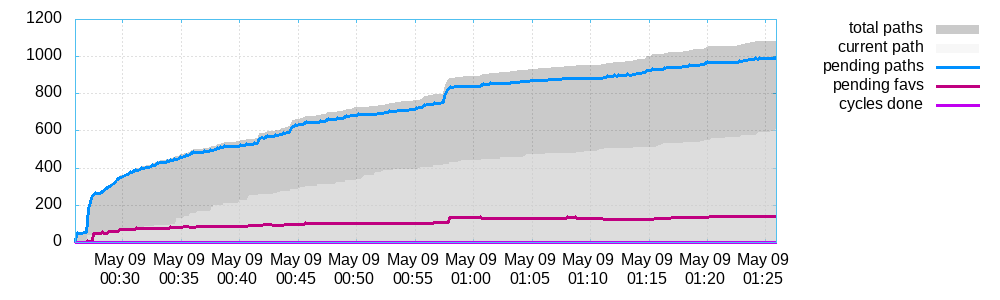 1200
1000
800
600
400
200
0
May 09 May 09 May 09 May 09 May 09 May 09 May 09 May 09 May 09 May 09 May 09 May 09
00:30 00:35 00:40 00:45 00:50 00:55 01:00 01:05 01:10 01:15 01:20 01:25
total paths
current path
pending paths
pending favs
cycles done